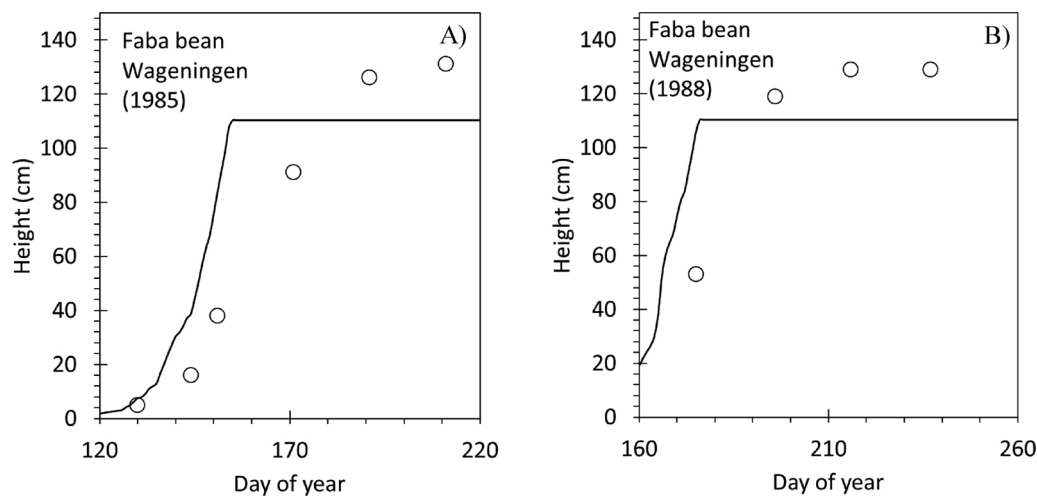 A)
Faba bean
Wageningen
(1985)
140
120
100
80
60
40
20
0
Height (cm)
120
170
220
Day of year
B)
Faba bean
Wageningen
(1988)
140
120
100
80
60
40
20
0
Height (cm)
160
210
260
Day of year